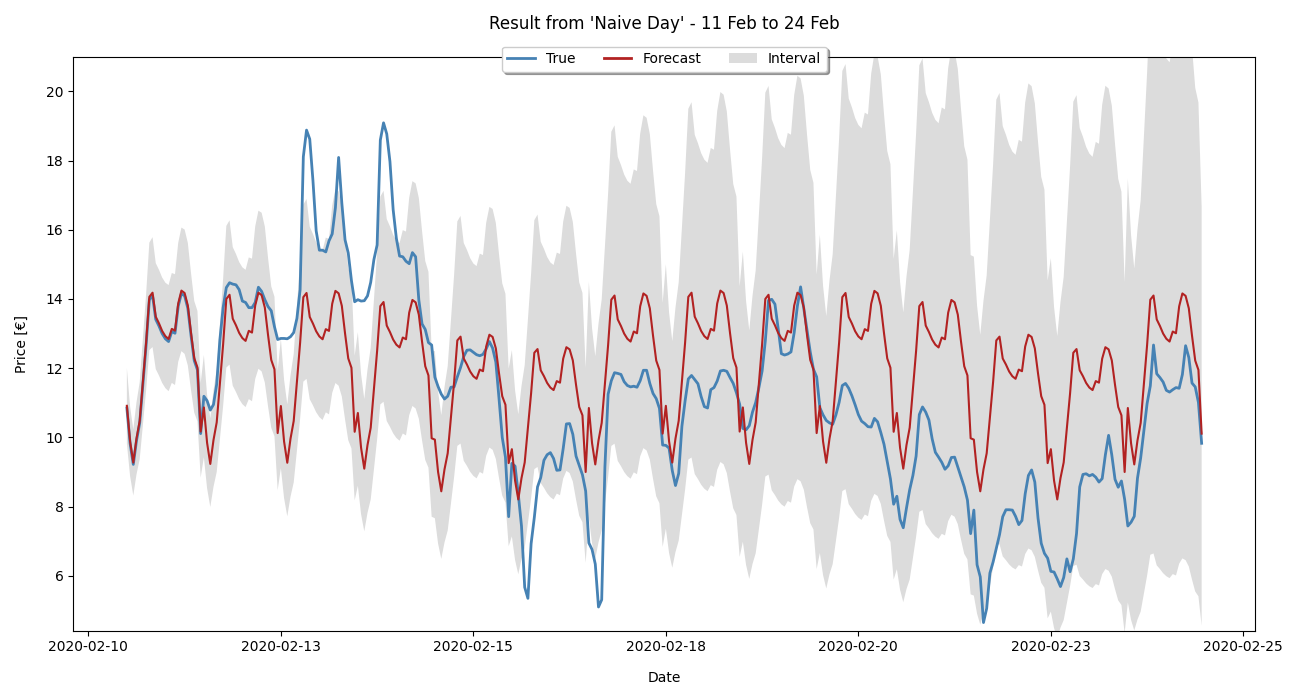 Result from 'Naive Day' - 11 Feb to 24 Feb
True Forecast Interval
20
18
16
14
12
10
8
6
Price [€]
2020-02-10 2020-02-13 2020-02-15 2020-02-18 2020-02-20 2020-02-23 2020-02-25
Date